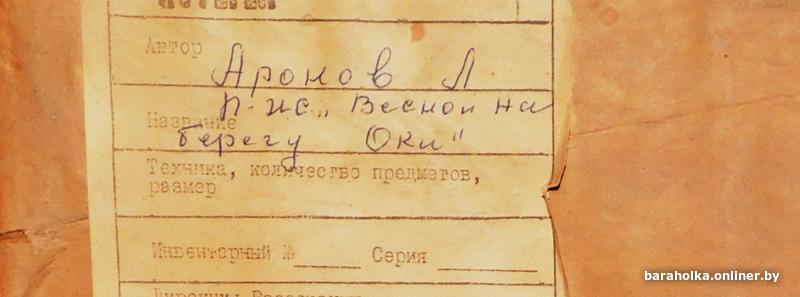 Автор
Аронов Л
р-ис „Весной на
Название
берегу Оки"
Техника, количество предметов,
размер
Инвентарный № Серия
baraholka.onliner.by